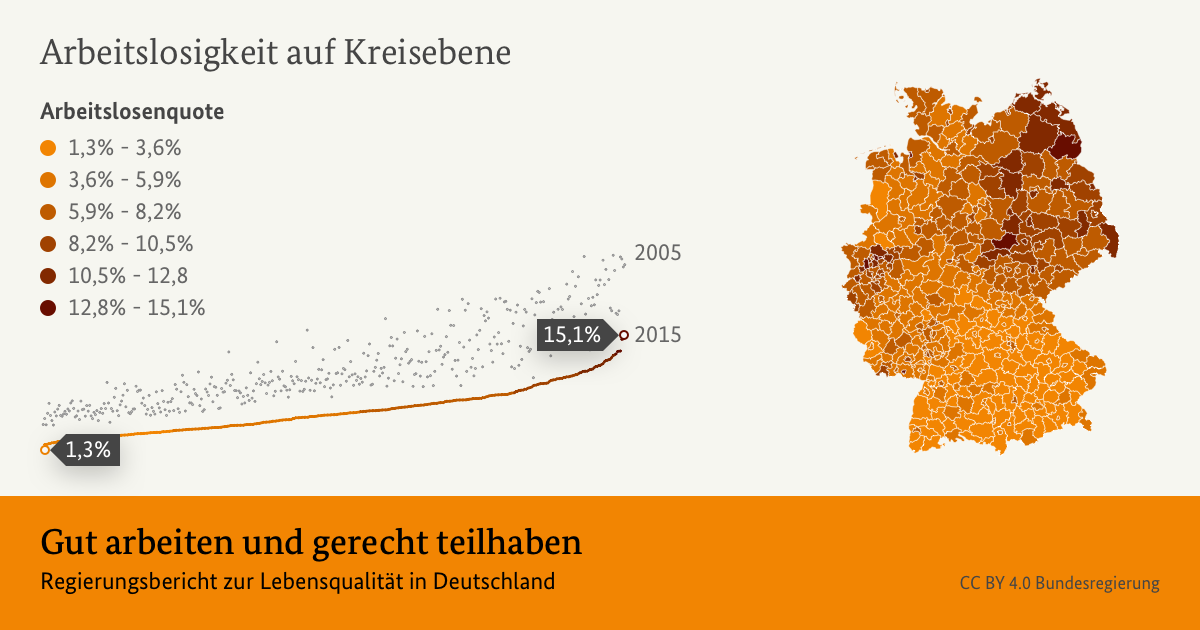 Arbeitslosigkeit auf Kreisebene
Arbeitslosenquote
1,3% - 3,6%
3,6% - 5,9%
5,9% - 8,2%
8,2% - 10,5%
10,5% - 12,8
12,8% - 15,1%
2005
15,1%
2015
1,3%
Gut arbeiten und gerecht teilhaben
Regierungsbericht zur Lebensqualität in Deutschland
CC BY 4.0 Bundesregierung